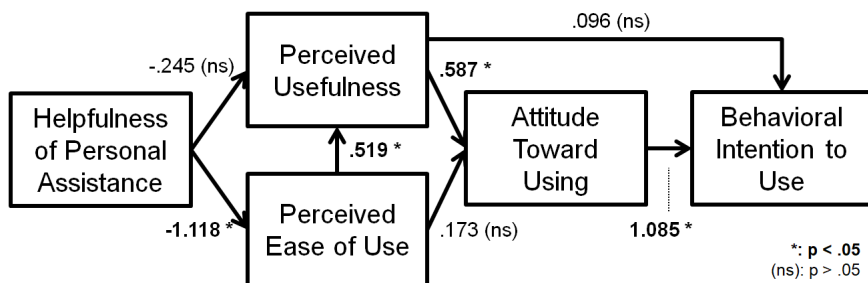 .096 (ns)
Perceived
Usefulness
-.245 (ns)
.587 *
Helpfulness
of Personal
Assistance
Attitude
Toward
Using
Behavioral
Intention to
Use
.519 *
Perceived
Ease of Use
-1.118 *
.173 (ns)
1.085 *
*: p < .05
(ns): p > .05